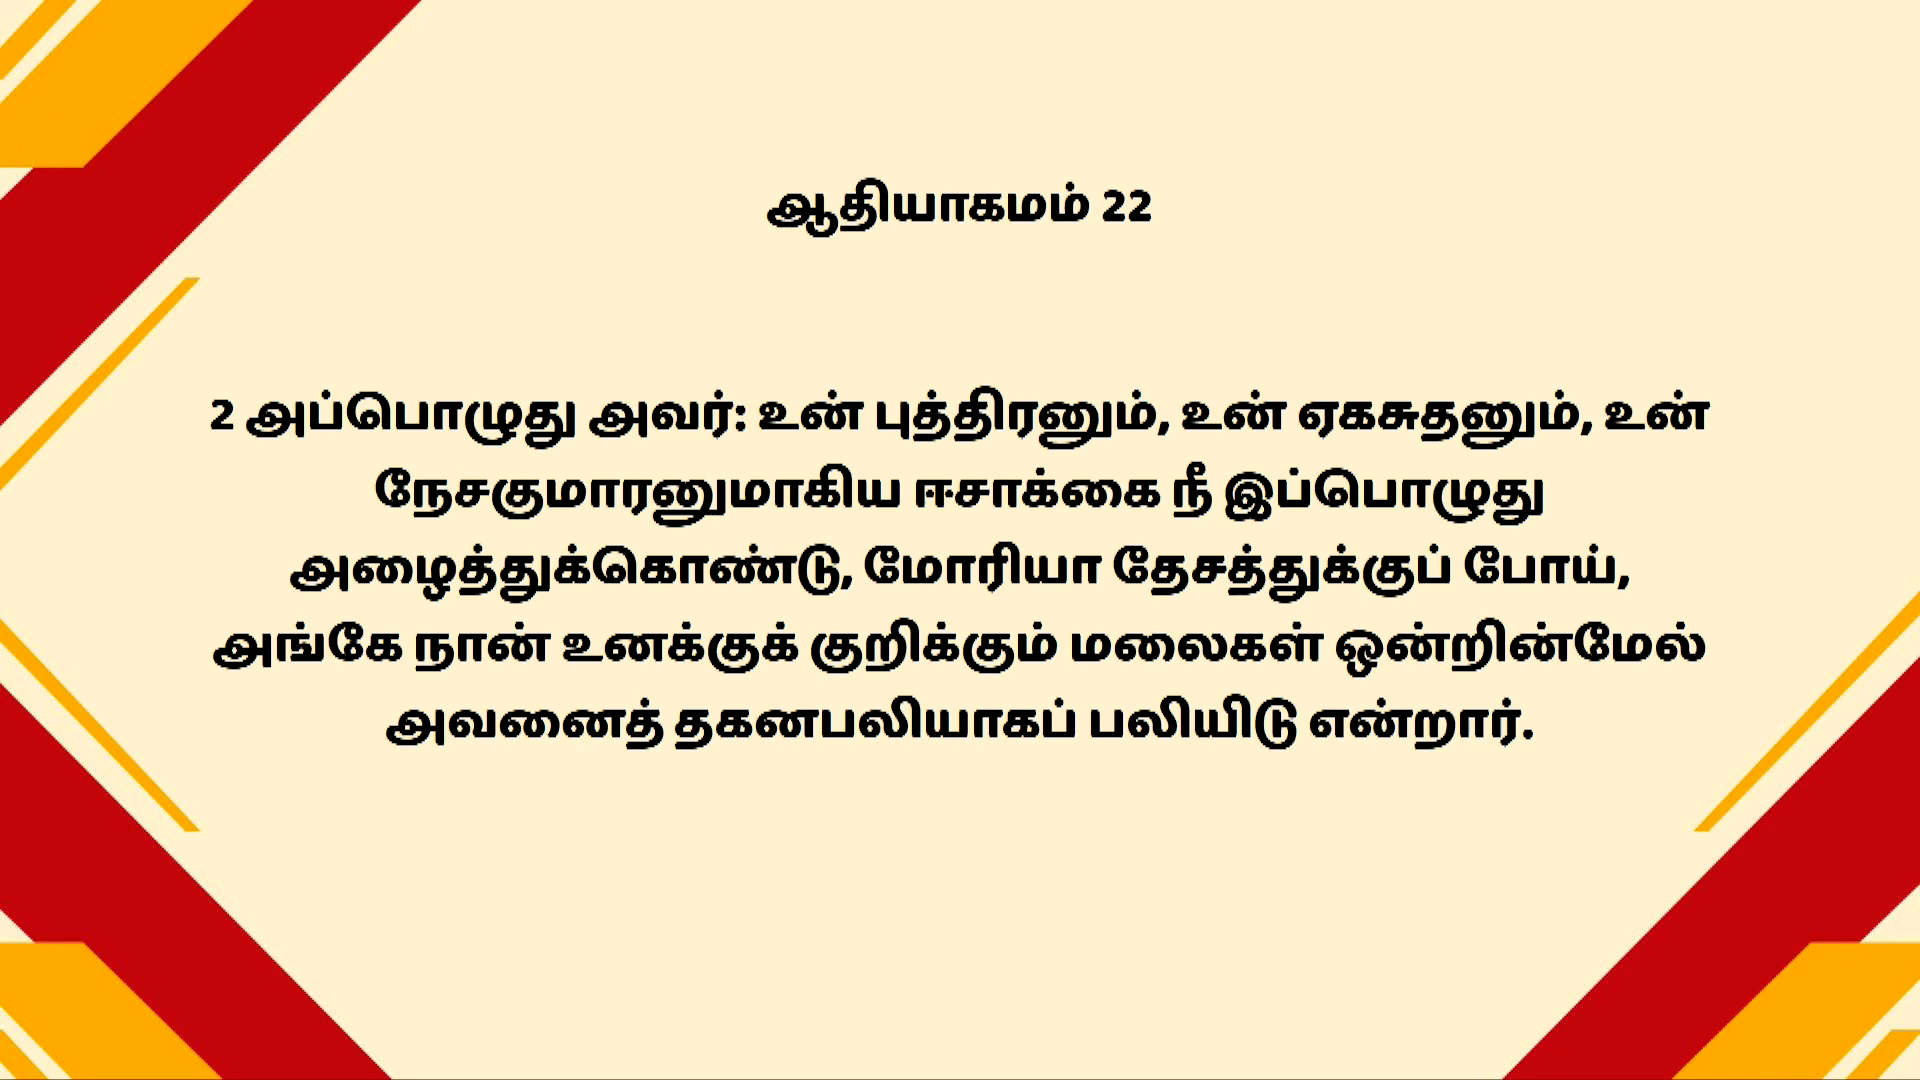 ஆதியாகமம் 22
2 அப்பொழுது அவர்: உன் புத்திரனும், உன் ஏகசுதனும், உன்
நேசகுமாரனுமாகிய ஈசாக்கை நீ இப்பொழுது
அழைத்துக்கொண்டு, மோரியா தேசத்துக்குப் போய்,
அங்கே நான் உனக்குக் குறிக்கும் மலைகள் ஒன்றின்மேல்
அவனைத் தகனபலியாகப் பலியிடு என்றார்.